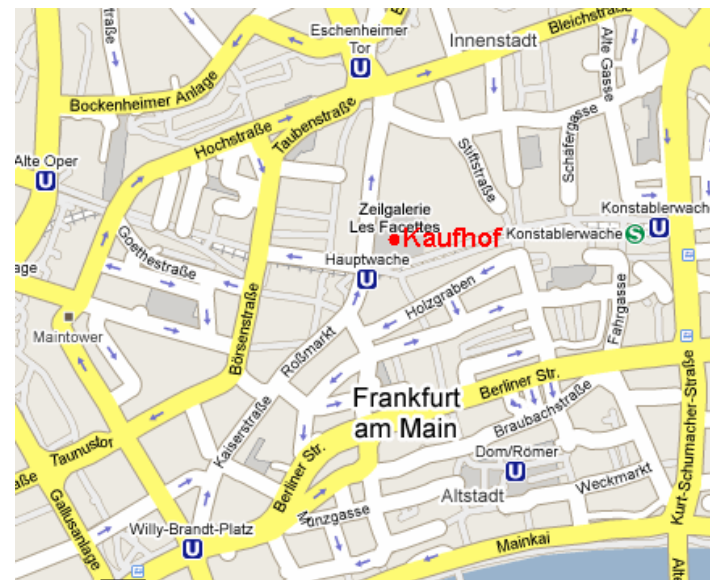 Eschenheimer
Tor
U
Innenstadt
Bleichstraße
Alte Gasse
Bockenheimer Anlage
Hochstraße
Taubenstraße
Stiftstraße
Schäfergasse
Alte Oper
U
Zeilgalerie
Les Facettes
Kaufhof
Konstablerwache
U
Konstablerwache
S
Goethestraße
Hauptwache
U
Holzgraben
Fahrgasse
Maintower
Börsenstraße
Roßmarkt
Kaiserstraße
Frankfurt
am Main
Berliner Str.
Braubachstraße
Kurt-Schumacher-Straße
Taunustor
Berliner Str.
Dom/Römer
U
Weckmarkt
Altstadt
Gallusanlage
Willy-Brandt-Platz
U
Münzgasse
Mainkai
Alte